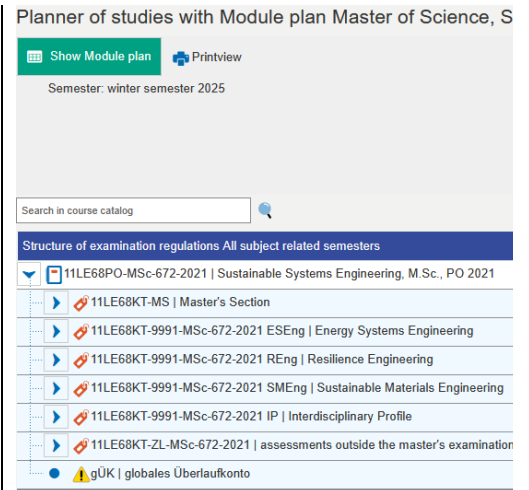 Planner of studies with Module plan Master of Science, S
Show Module plan
Printview
Semester: winter semester 2025
Search in course catalog
Structure of examination regulations All subject related semesters
11LE68PO-MSc-672-2021 | Sustainable Systems Engineering, M.Sc., PO 2021
11LE68KT-MS | Master's Section
11LE68KT-9991-MSc-672-2021 ESEng | Energy Systems Engineering
11LE68KT-9991-MSc-672-2021 REng | Resilience Engineering
11LE68KT-9991-MSc-672-2021 SMEng | Sustainable Materials Engineering
11LE68KT-9991-MSc-672-2021 IP | Interdisciplinary Profile
11LE68KT-ZL-MSc-672-2021 | assessments outside the master's examination
gÜK | globales Überlaufkonto